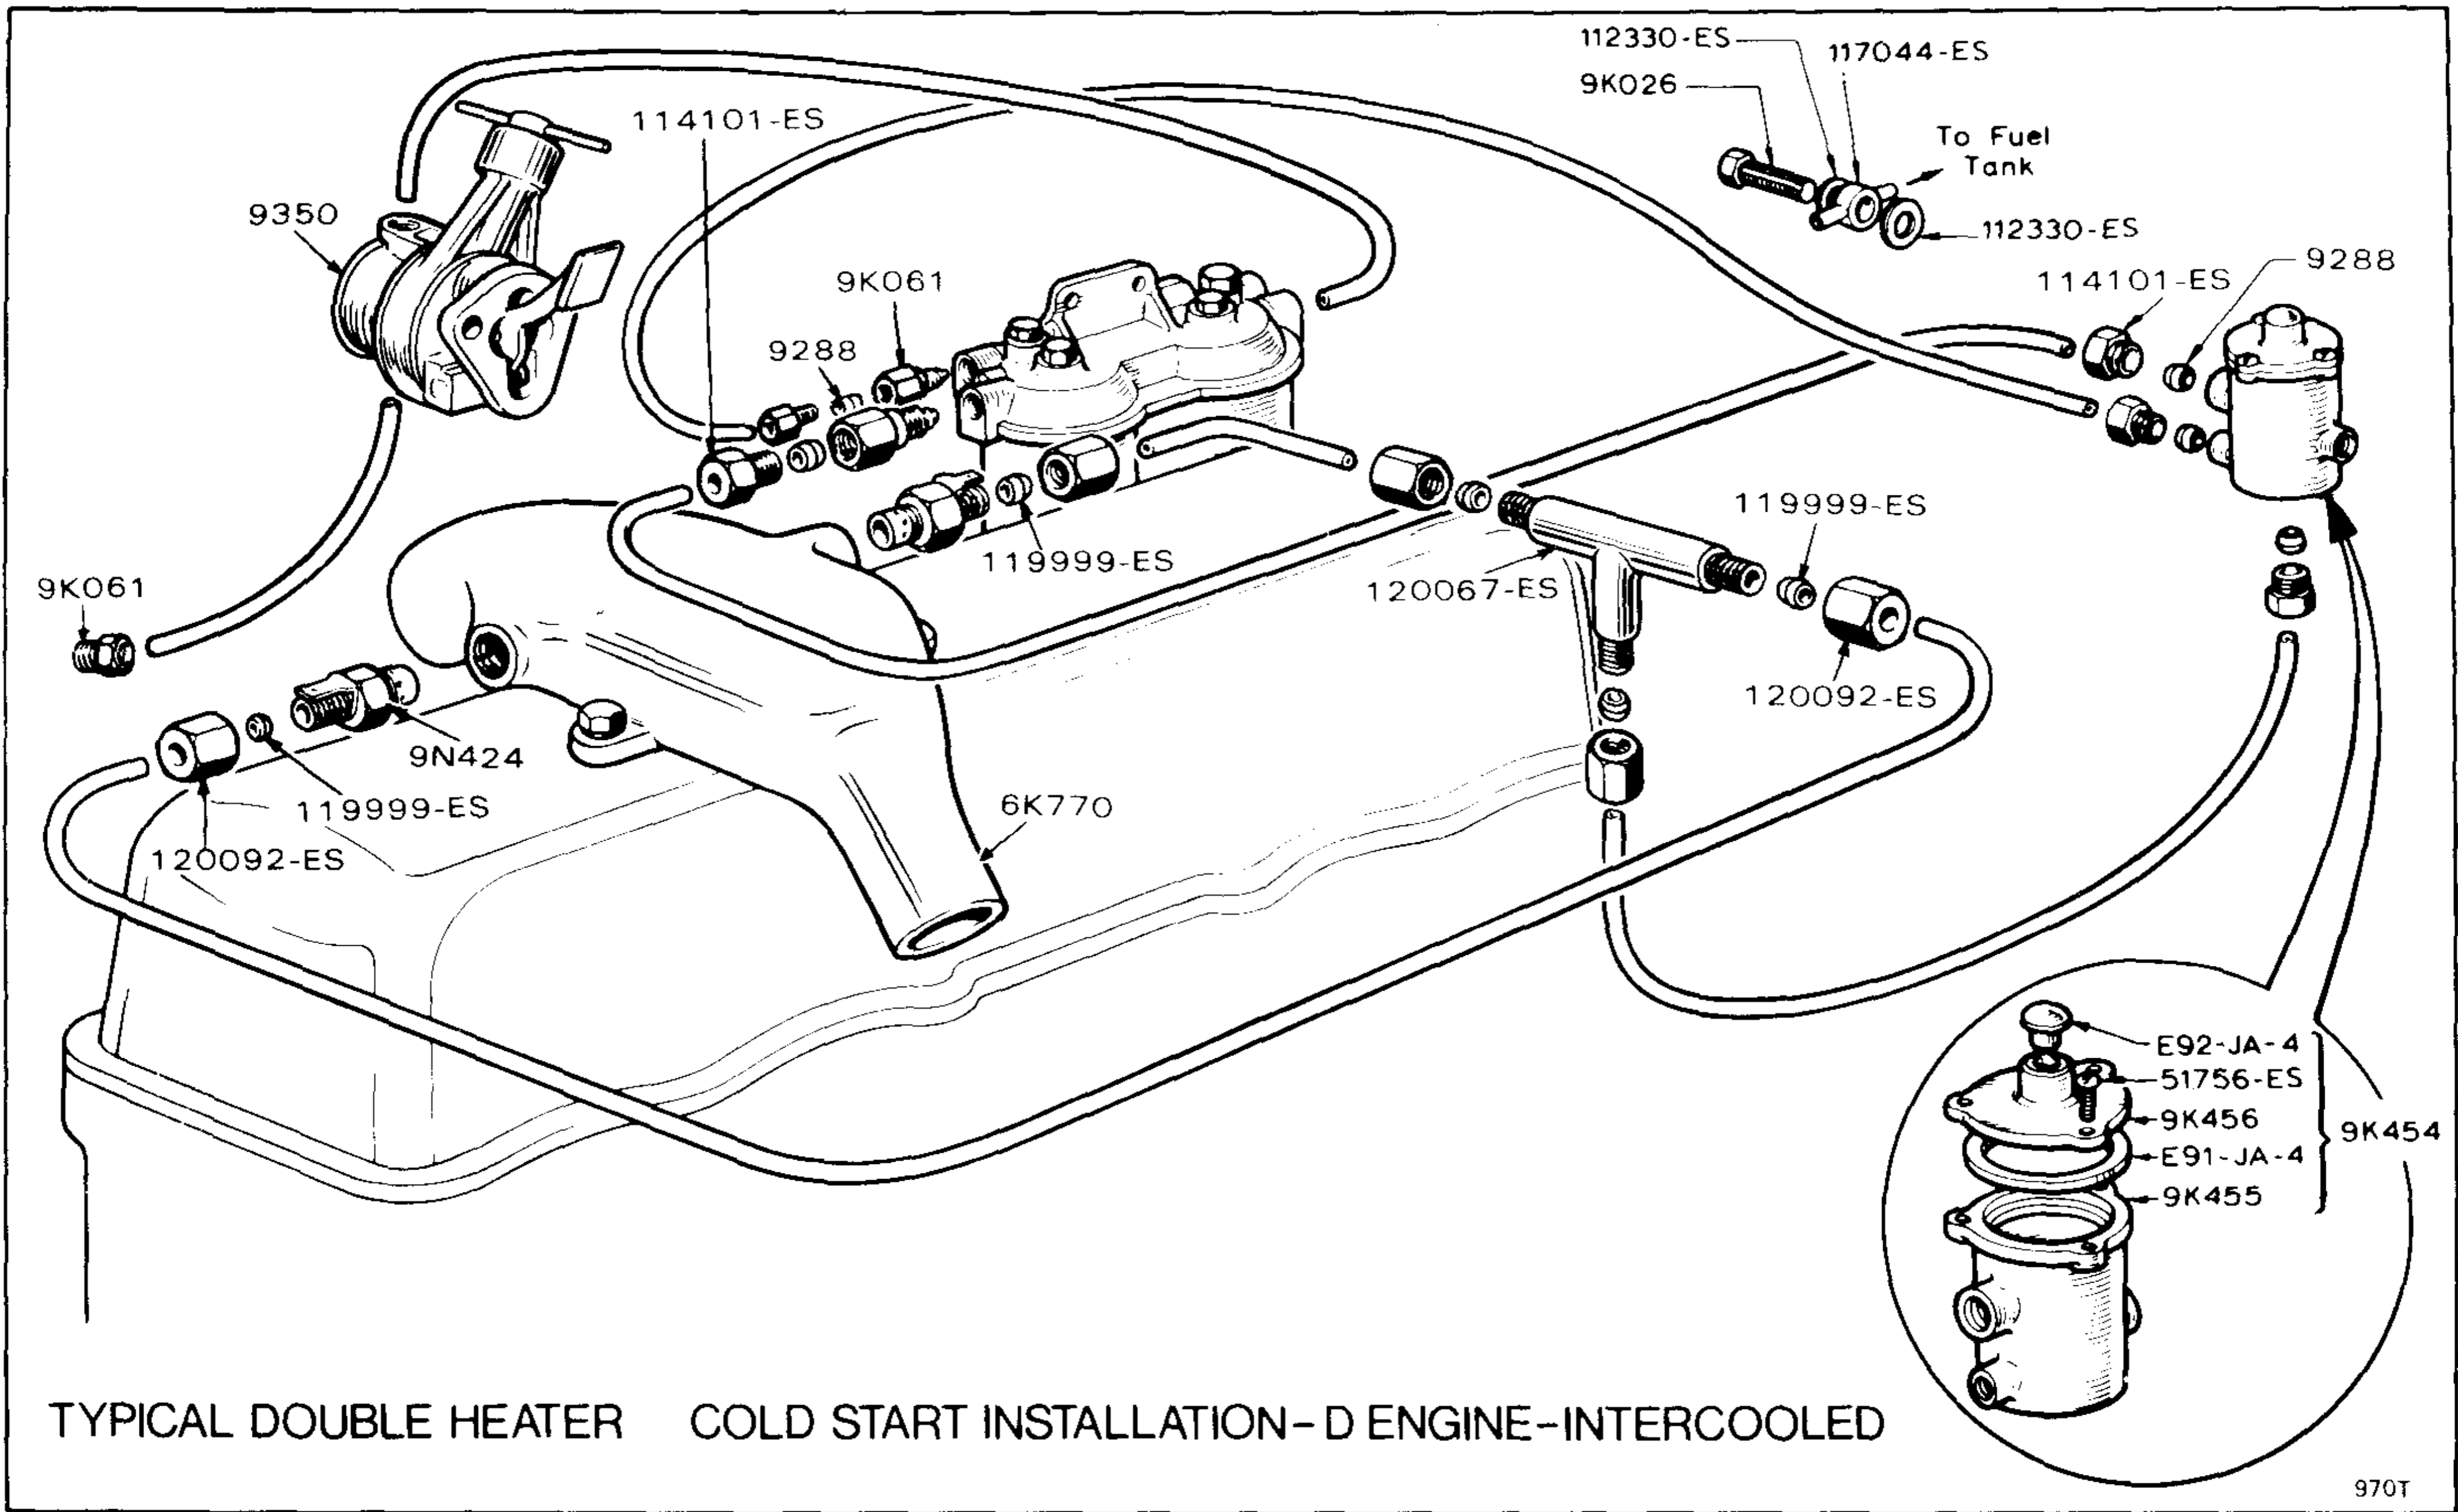 112330-ES
117044-ES
9K026
To Fuel
Tank
112330-ES
114101-ES
9350
9K061
9288
114101-ES
9288
119999-ES
119999-ES
120067-ES
9K061
120092-ES
9N424
119999-ES
120092-ES
6K770
E92-JA-4
51756-ES
9K456
E91-JA-4
9K455
9K454
TYPICAL DOUBLE HEATER COLD START INSTALLATION-D ENGINE-INTERCOOLED
970T